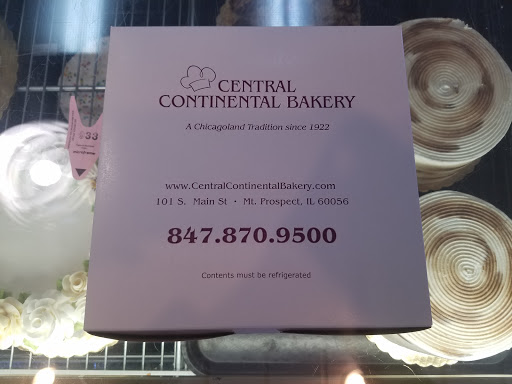 CENTRAL
CONTINENTAL BAKERY
A Chicagoland Tradition since 1922
www.CentralContinentalBakery.com
101 S. Main St • Mt. Prospect, IL 60056
847.870.9500
Contents must be refrigerated